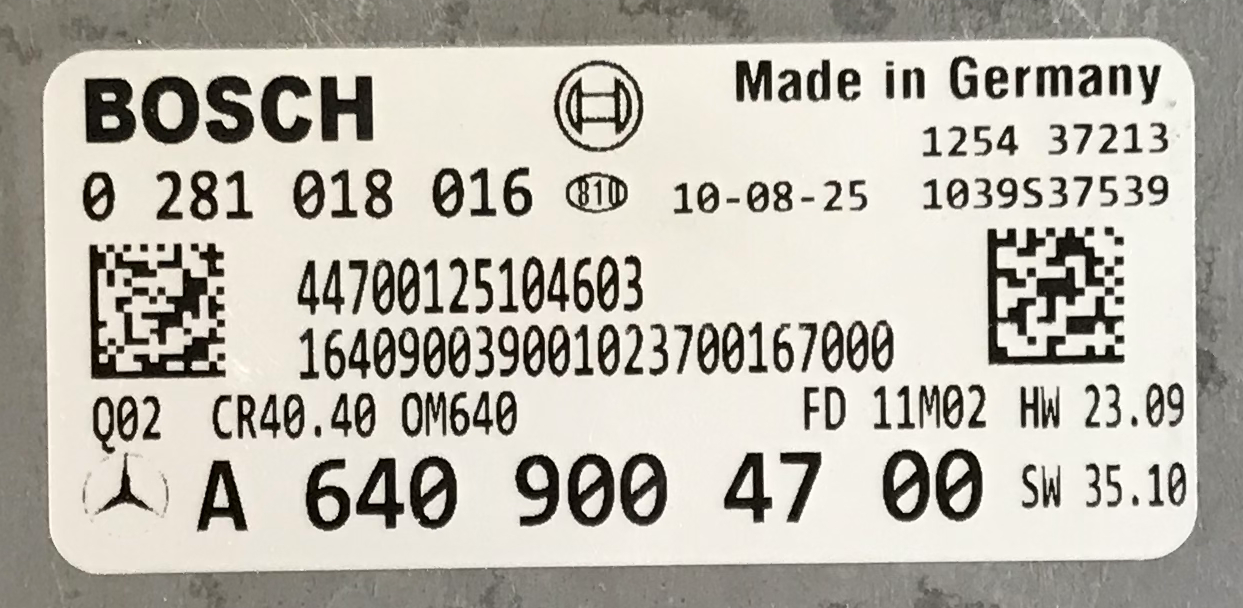 BOSCH Made in Germany
1254 37213
0 281 018 016 810 10-08-25 1039S37539
44700125104603
164090039001023700167000
Q02 CR40.40 OM640 FD 11M02 HW 23.09
A 640 900 47 00 SW 35.10